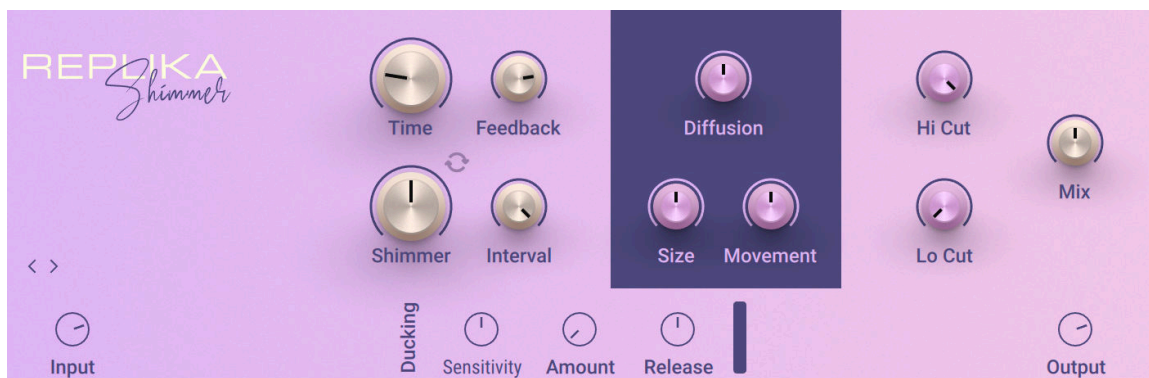 REPLIKA
Shimmer
Time
Feedback
Diffusion
Hi Cut
Mix
Shimmer
Interval
Size
Movement
Lo Cut
Input
Ducking
Sensitivity
Amount
Release
Output